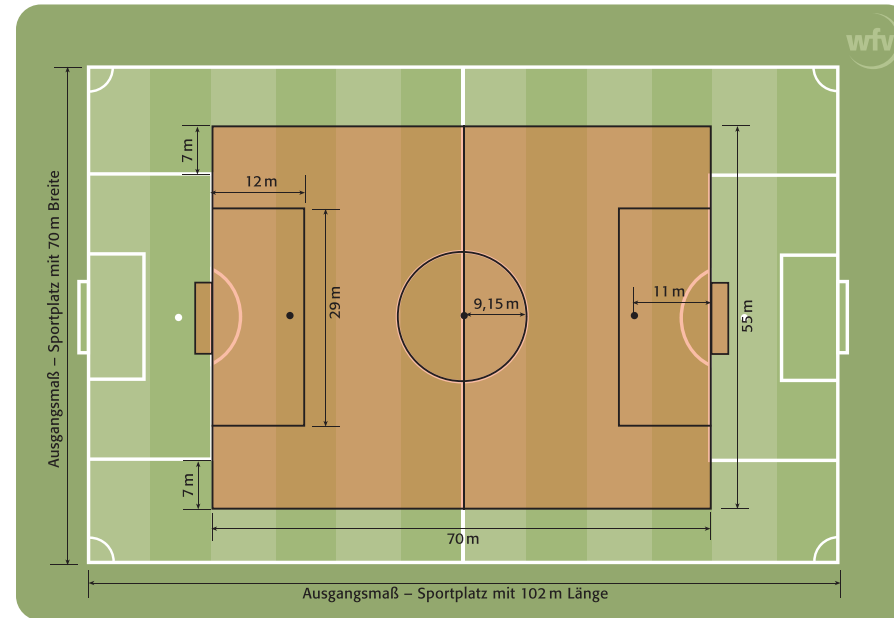 wfv
7 m
12 m
Ausgangsmaß – Sportplatz mit 70 m Breite
29 m
9,15 m
11 m
55 m
7 m
70 m
Ausgangsmaß – Sportplatz mit 102 m Länge